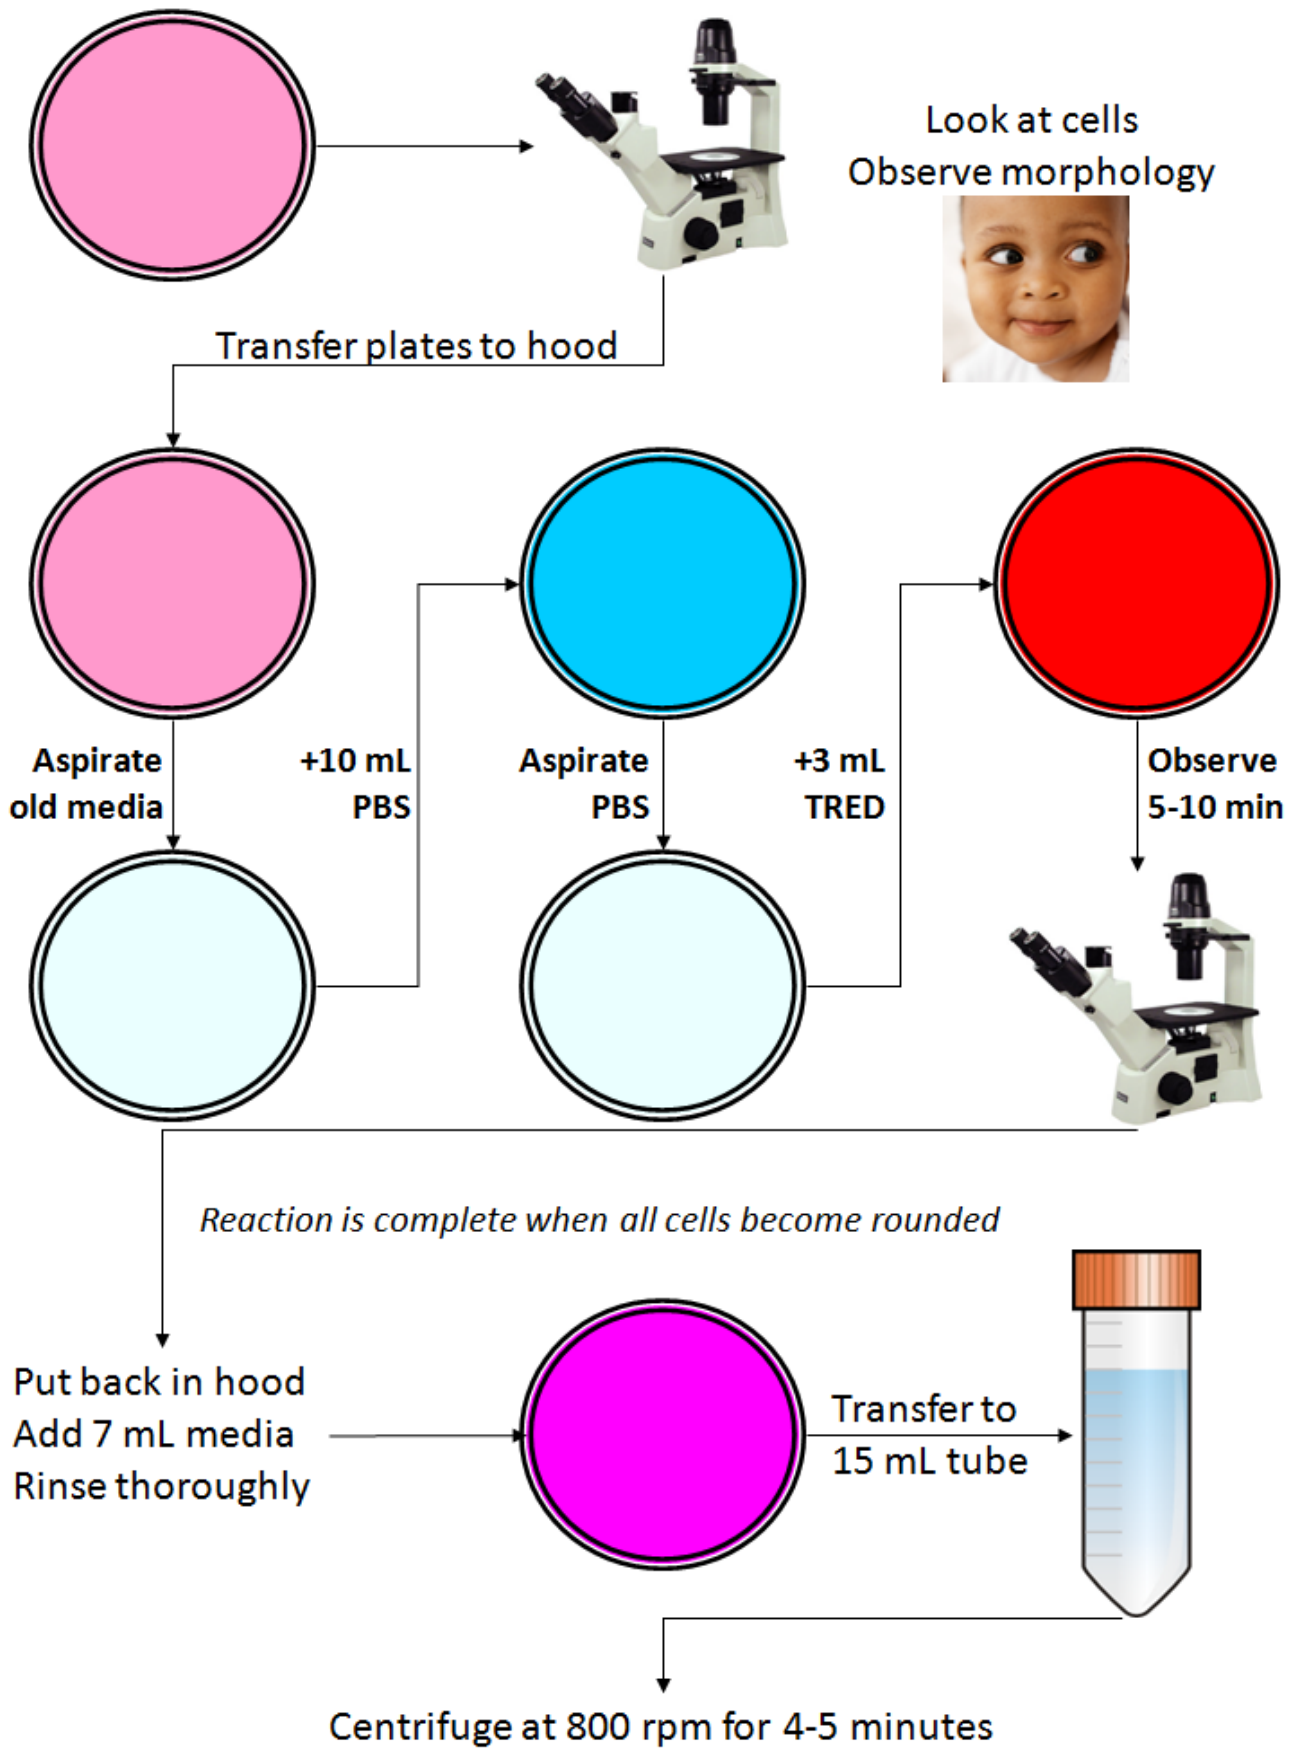 Look at cells
Observe morphology
Transfer plates to hood
Aspirate
old media
+10 mL
PBS
Aspirate
PBS
+3 mL
TRED
Observe
5-10 min
Reaction is complete when all cells become rounded
Put back in hood
Add 7 mL media
Rinse thoroughly
Transfer to
15 mL tube
Centrifuge at 800 rpm for 4-5 minutes